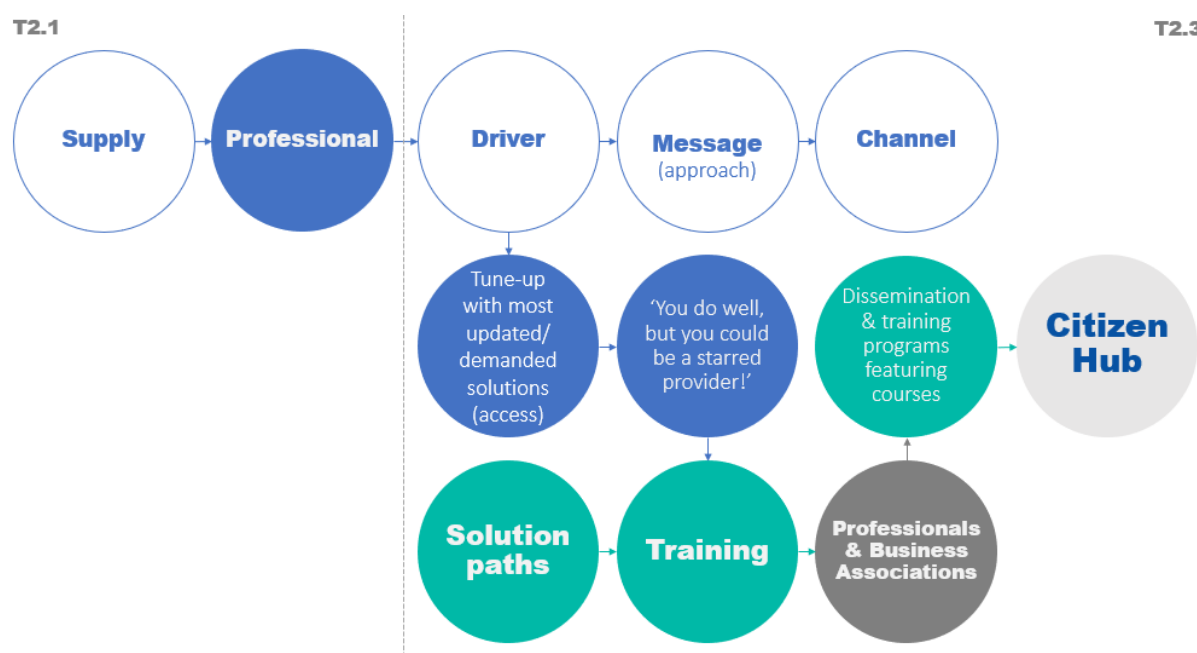 T2.1
T2.3
Supply
Professional
Driver
Message
(approach)
Channel
Tune-up
with most
updated/
demanded
solutions
(access)
‘You do well,
but you could
be a starred
provider!’
Dissemination
& training
programs
featuring
courses
Citizen
Hub
Solution
paths
Training
Professionals
& Business
Associations